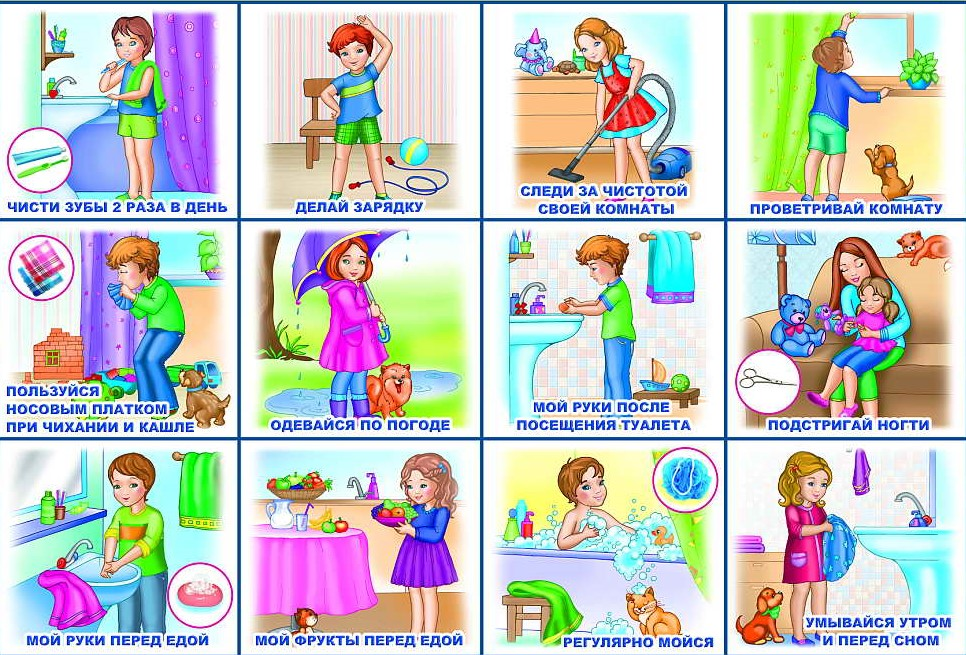 ЧИСТИ ЗУБЫ 2 РАЗА В ДЕНЬ
ДЕЛАЙ ЗАРЯДКУ
СЛЕДИ ЗА ЧИСТОТОЙ
СВОЕЙ КОМНАТЫ
ПРОВЕТРИВАЙ КОМНАТУ
ПОЛЬЗУЙСЯ
НОСОВЫМ ПЛАТКОМ
ПРИ ЧИХАНИИ И КАШЛЕ
ОДЕВАЙСЯ ПО ПОГОДЕ
МОЙ РУКИ ПОСЛЕ
ПОСЕЩЕНИЯ ТУАЛЕТА
ПОДСТРИГАЙ НОГТИ
МОЙ РУКИ ПЕРЕД ЕДОЙ
МОЙ ФРУКТЫ ПЕРЕД ЕДОЙ
РЕГУЛЯРНО МОЙСЯ
УМЫВАЙСЯ УТРОМ
И ПЕРЕД СНОМ